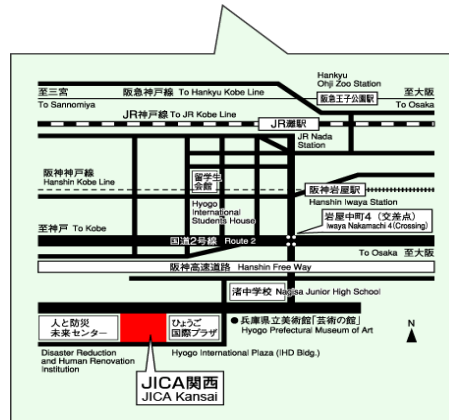 Hankyu
Ohji Zoo Station
至三宮
阪急神戸線 To Hankyu Kobe Line
阪急王子公園駅
至大阪
To Sannomiya
To Osaka
JR神戸線 To JR Kobe Line
JR灘駅
JR Nada
Station
留学生
会館
阪神神戸線
Hanshin Kobe Line
阪神岩屋駅
Hanshin Iwaya Station
Hyogo
International
Students House
岩屋中町4（交差点）
Iwaya Nakamachi 4(Crossing)
至神戸 To Kobe
国道2号線 Route 2
To Osaka 至大阪
阪神高速道路 Hanshin Free Way
渚中学校 Nagisa Junior High School
人と防災
未来センター
ひょうご
国際プラザ
●兵庫県立美術館「芸術の館」
Hyogo Prefectural Museum of Art
N
Disaster Reduction
and Human Renovation
Institution
Hyogo International Plaza (IHD Bldg.)
JICA関西
JICA Kansai